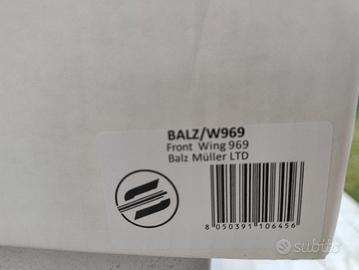 BALZ/W969
Front Wing 969
Balz Müller LTD
8 050391 106456
subito